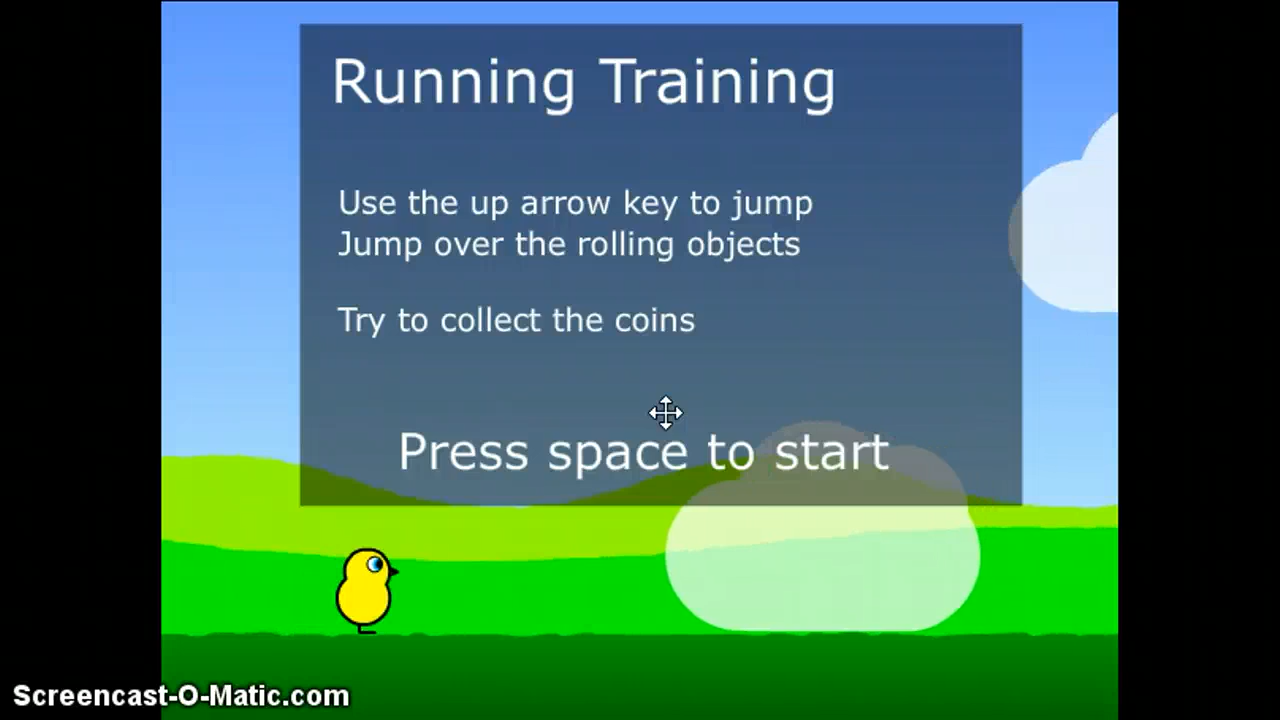 Running Training
Use the up arrow key to jump
Jump over the rolling objects
Try to collect the coins
Press space to start
Screencast-O-Matic.com